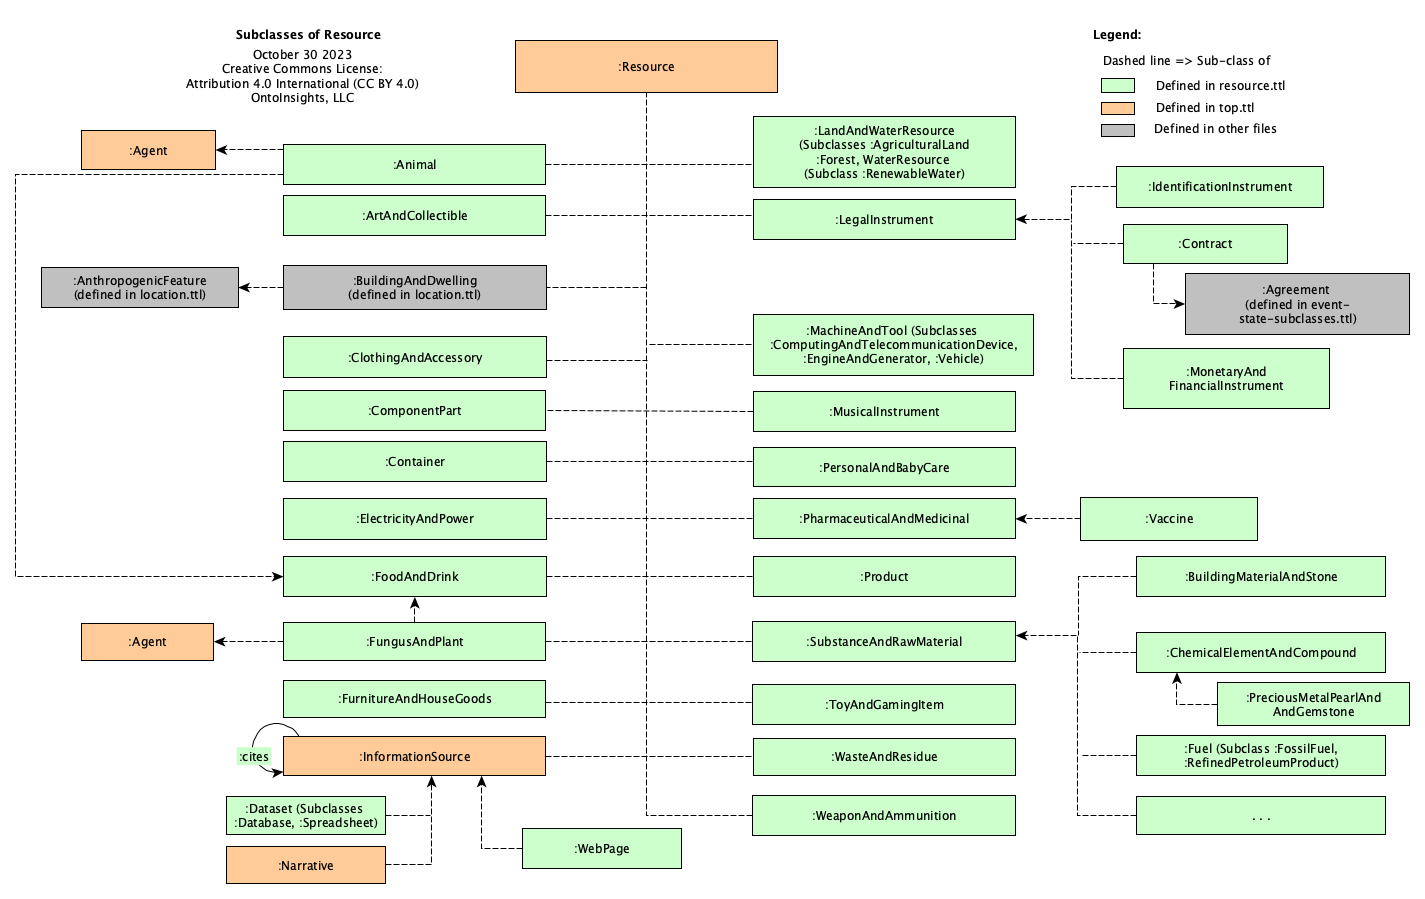 Subclasses of Resource
October 30 2023
Creative Commons License:
Attribution 4.0 International (CC BY 4.0)
OntoInsights, LLC
:Resource
Legend:
Dashed line => Sub-class of
Defined in resource.ttl
Defined in top.ttl
Defined in other files
:Agent
:Animal
:LandAndWaterResource
(Subclasses :AgriculturalLand
:Forest, WaterResource
(Subclass :RenewableWater)
:IdentificationInstrument
:ArtAndCollectible
:LegalInstrument
:Contract
:AnthropogenicFeature
(defined in location.ttl)
:BuildingAndDwelling
(defined in location.ttl)
:Agreement
(defined in event-
state-subclasses.ttl)
:ClothingAndAccessory
:MachineAndTool (Subclasses
:ComputingAndTelecommunicationDevice,
:EngineAndGenerator, :Vehicle)
:MonetaryAnd
FinancialInstrument
:ComponentPart
:MusicalInstrument
:Container
:PersonalAndBabyCare
:ElectricityAndPower
:PharmaceuticalAndMedicinal
:Vaccine
:FoodAndDrink
:Product
:BuildingMaterialAndStone
:Agent
:FungusAndPlant
:SubstanceAndRawMaterial
:ChemicalElementAndCompound
:PreciousMetalPearlAnd
AndGemstone
:FurnitureAndHouseGoods
:ToyAndGamingItem
:cites
:InformationSource
:WasteAndResidue
:Fuel (Subclass :FossilFuel,
:RefinedPetroleumProduct)
:Dataset (Subclasses
:Database, :Spreadsheet)
:WeaponAndAmmunition
. . .
:Narrative
:WebPage